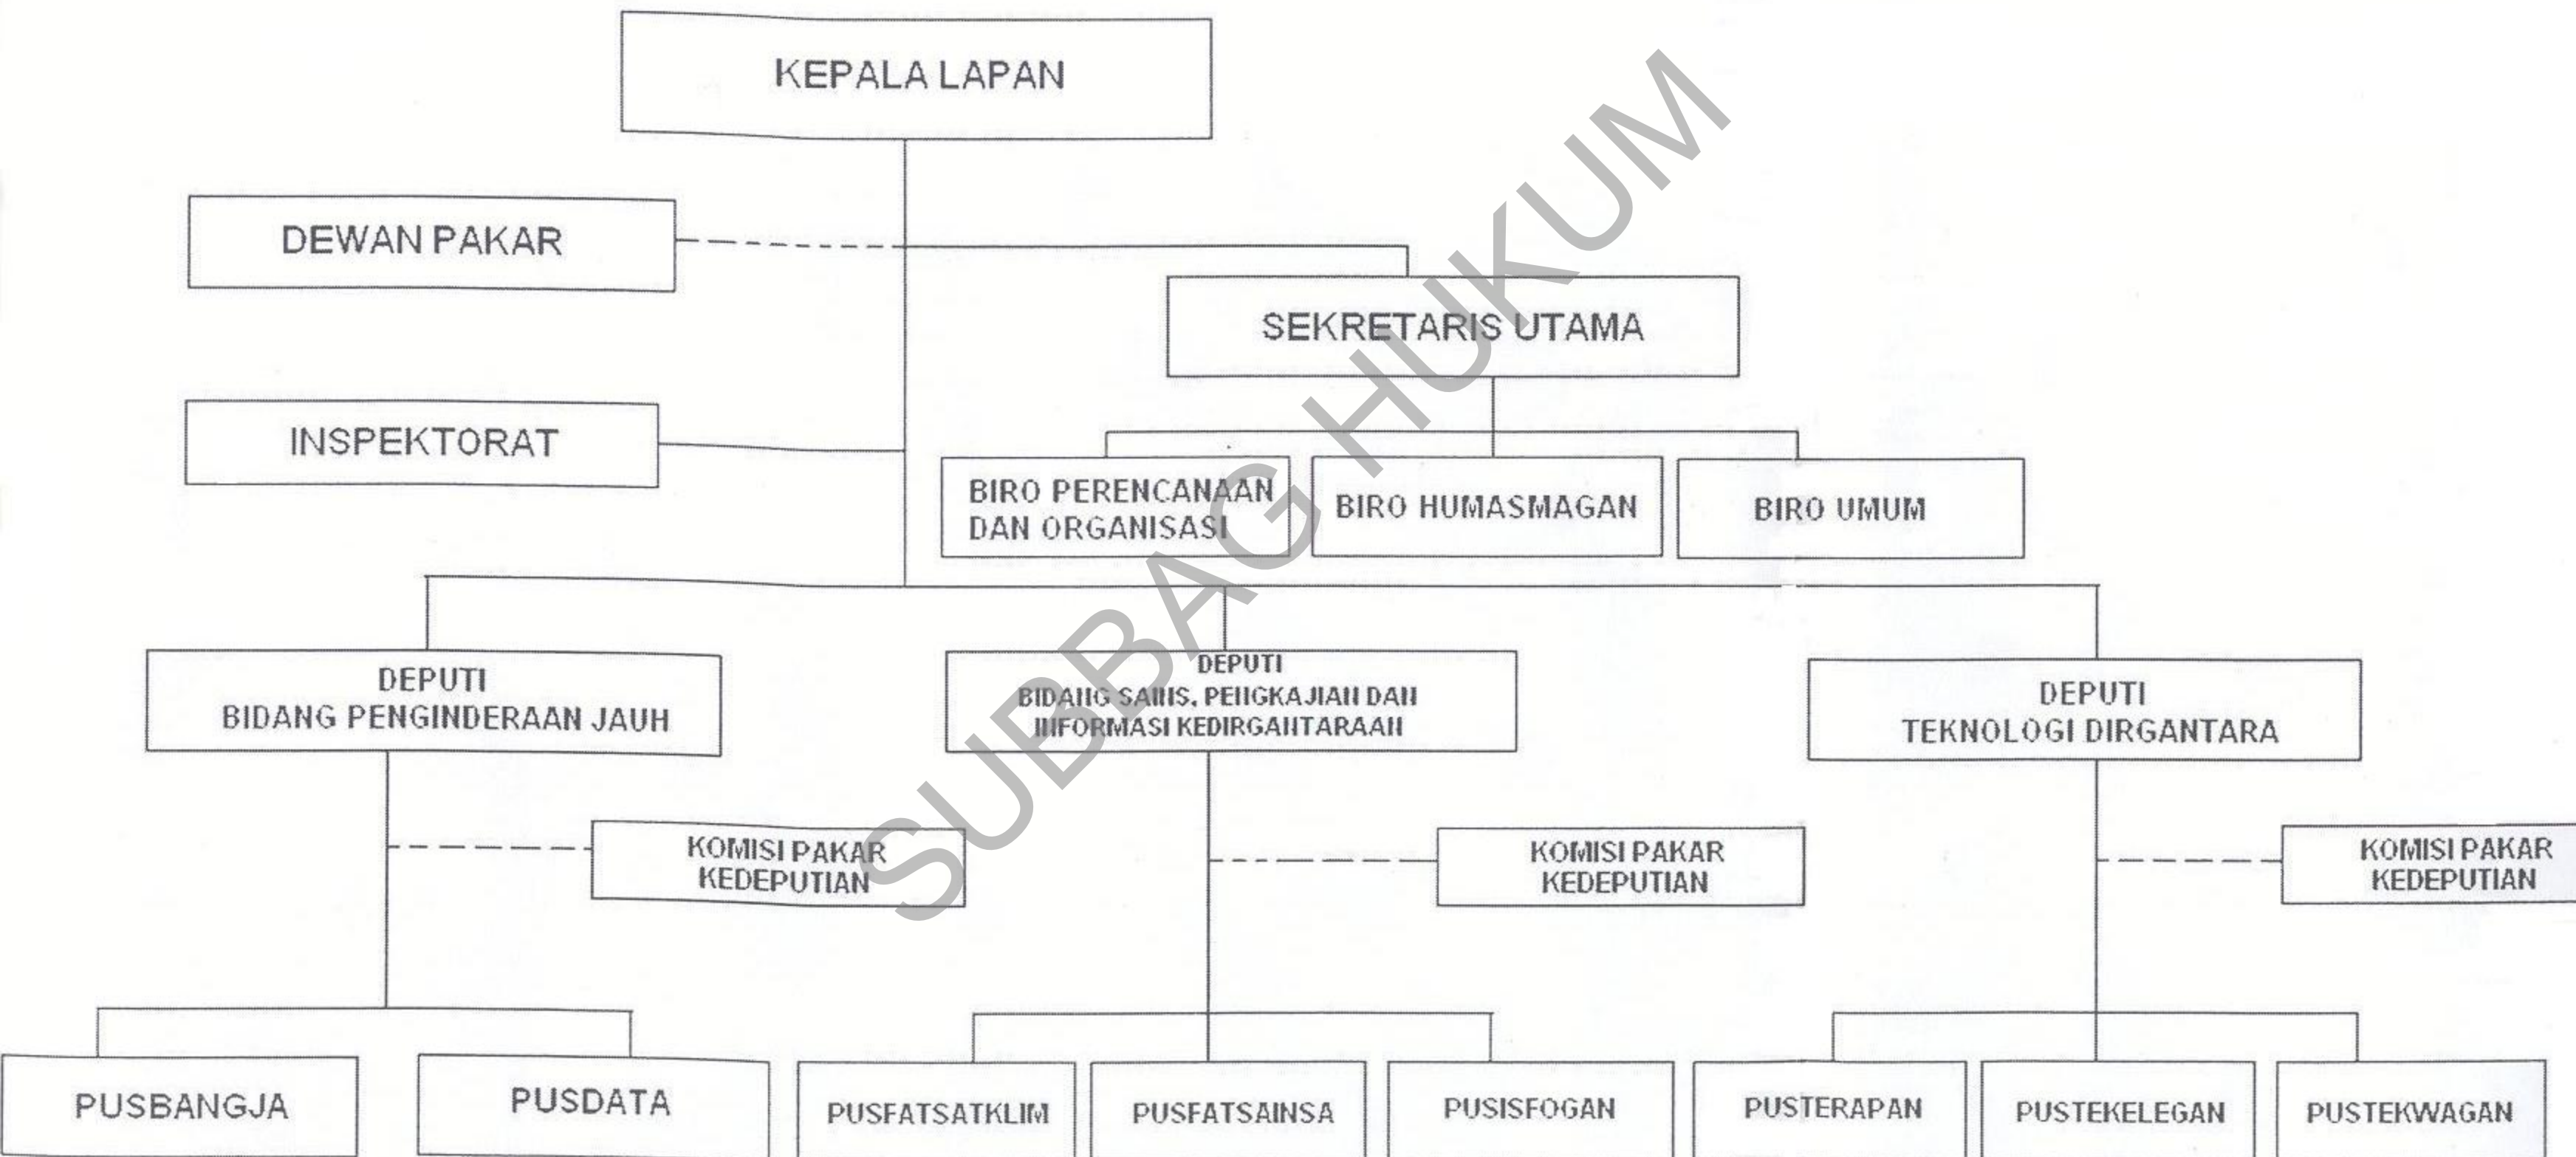 KEPALA LAPAN
DEWAN PAKAR
SEKRETARIS UTAMA
INSPEKTORAT
BIRO PERENCANAAN
DAN ORGANISASI
BIRO HUMASMAGAN
BIRO UMUM
DEPUTI
BIDANG PENGINDERAAN JAUH
DEPUTI
BIDANG SAINS, PENGKAJIAN DAN
INFORMASI KEDIRGANTARAAN
DEPUTI
TEKNOLOGI DIRGANTARA
KOMISI PAKAR
KEDEPUTIAN
KOMISI PAKAR
KEDEPUTIAN
KOMISI PAKAR
KEDEPUTIAN
PUSBANGJA
PUSDATA
PUSFATSATKLIM
PUSFATSAINSA
PUSISFOGAN
PUSTERAPAN
PUSTEKELEGAN
PUSTEKWAGAN
SUBBAG HUKUM